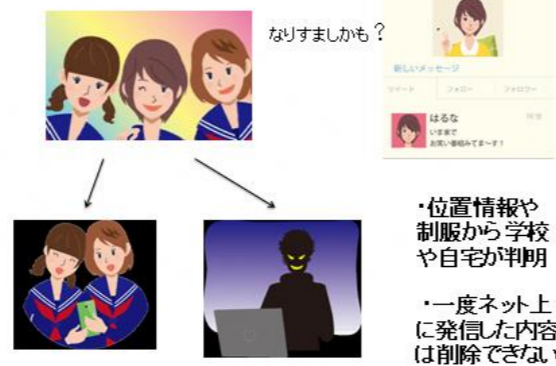 なりすましかも？
新しいメッセージ
ツイート フォロー フォロワー
はるな
いままで
お笑い番組みてま〜す！
・位置情報や
制服から学校
や自宅が判明
・一度ネット上
に発信した内容
は削除できない